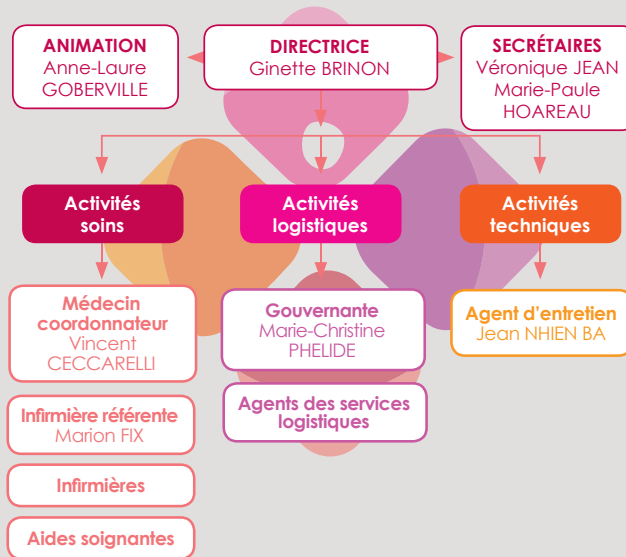 ANIMATION
Anne-Laure
GOBERVILLE
DIRECTRICE
Ginette BRINON
SECRÉTAIRES
Véronique JEAN
Marie-Paule
HOAREAU
Activités
soins
Activités
logistiques
Activités
techniques
Médecin
coordonnateur
Vincent
CECCARELLI
Infirmière référente
Marion FIX
Infirmières
Aides soignantes
Gouvernante
Marie-Christine
PHELIDE
Agents des services
logistiques
Agent d’entretien
Jean NHIEN BA